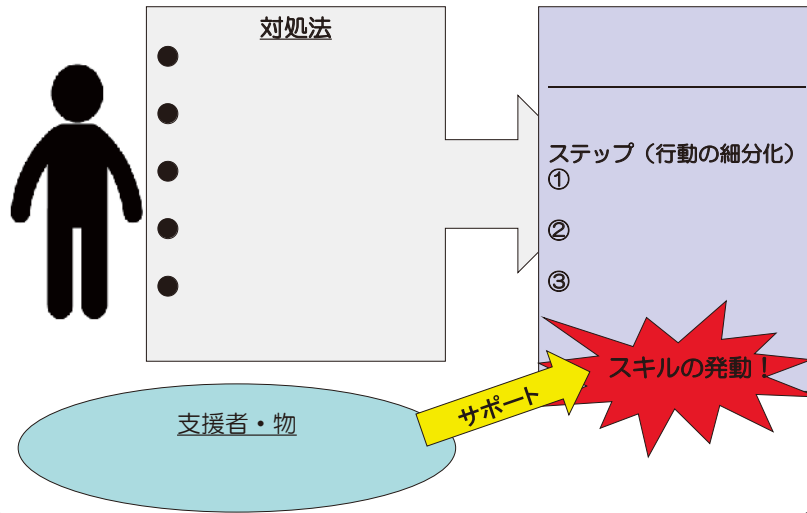 対処法
●
●
●
●
●
ステップ（行動の細分化）
①
②
③
スキルの発動！
サポート
支援者・物